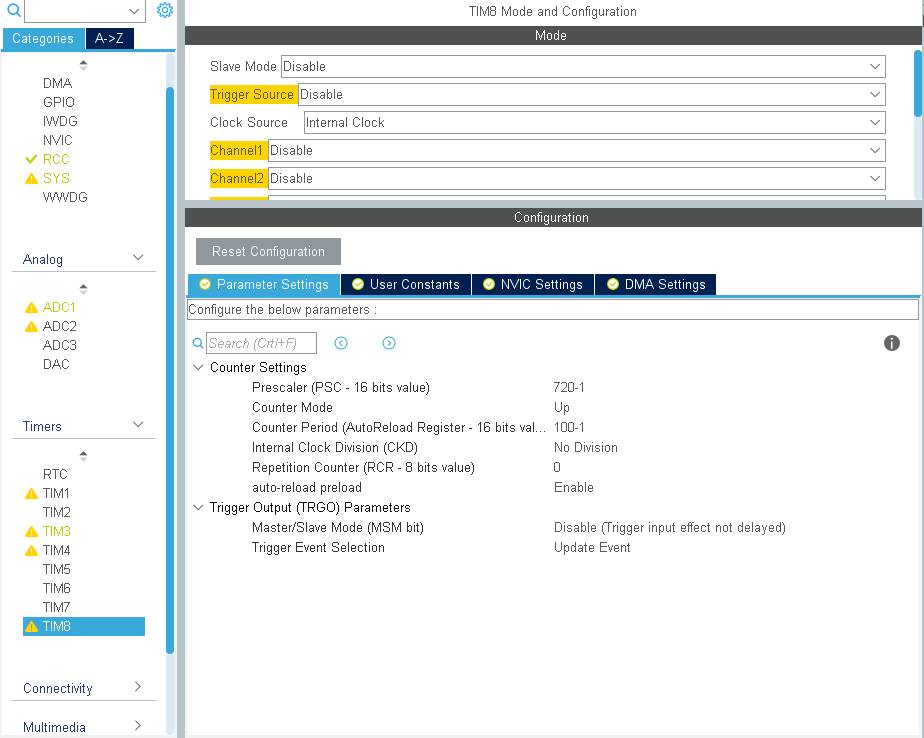 TIM8 Mode and Configuration
Categories A->Z
DMA
GPIO
IWDG
NVIC
RCC
SYS
WWDG
Analog
ADC1
ADC2
ADC3
DAC
Timers
RTC
TIM1
TIM2
TIM3
TIM4
TIM5
TIM6
TIM7
TIM8
Connectivity
Multimedia
Mode
Slave Mode Disable
Trigger Source Disable
Clock Source Internal Clock
Channel1 Disable
Channel2 Disable
Configuration
Reset Configuration
Parameter Settings User Constants NVIC Settings DMA Settings
Configure the below parameters :
Search (CrtI+F)
Counter Settings
Prescaler (PSC - 16 bits value) 720-1
Counter Mode Up
Counter Period (AutoReload Register - 16 bits val... 100-1
Internal Clock Division (CKD) No Division
Repetition Counter (RCR - 8 bits value) 0
auto-reload preload Enable
Trigger Output (TRGO) Parameters
Master/Slave Mode (MSM bit) Disable (Trigger input effect not delayed)
Trigger Event Selection Update Event